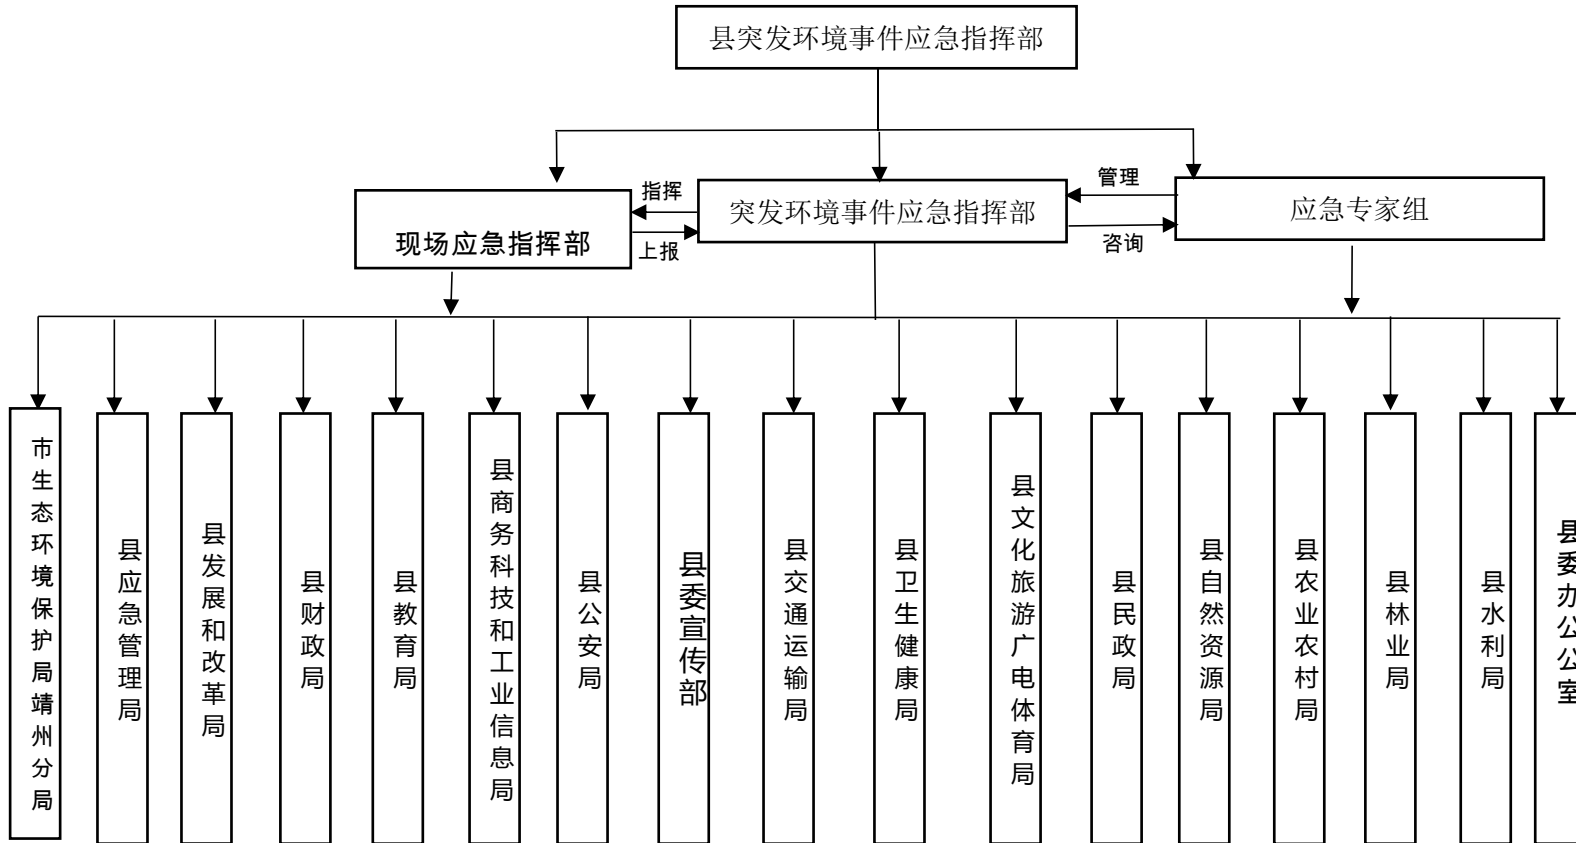 县突发环境事件应急指挥部
管理
指挥
突发环境事件应急指挥部
应急专家组
现场应急指挥部
上报
咨询
市生态环境保护局靖州分局
县应急管理局
县发展和改革局
县财政局
县教育局
县商务科技和工业信息局
县公安局
县委宣传部
县交通运输局
县卫生健康局
县文化旅游广电体育局
县民政局
县自然资源局
县农业农村局
县林业局
县水利局
县委办公公室